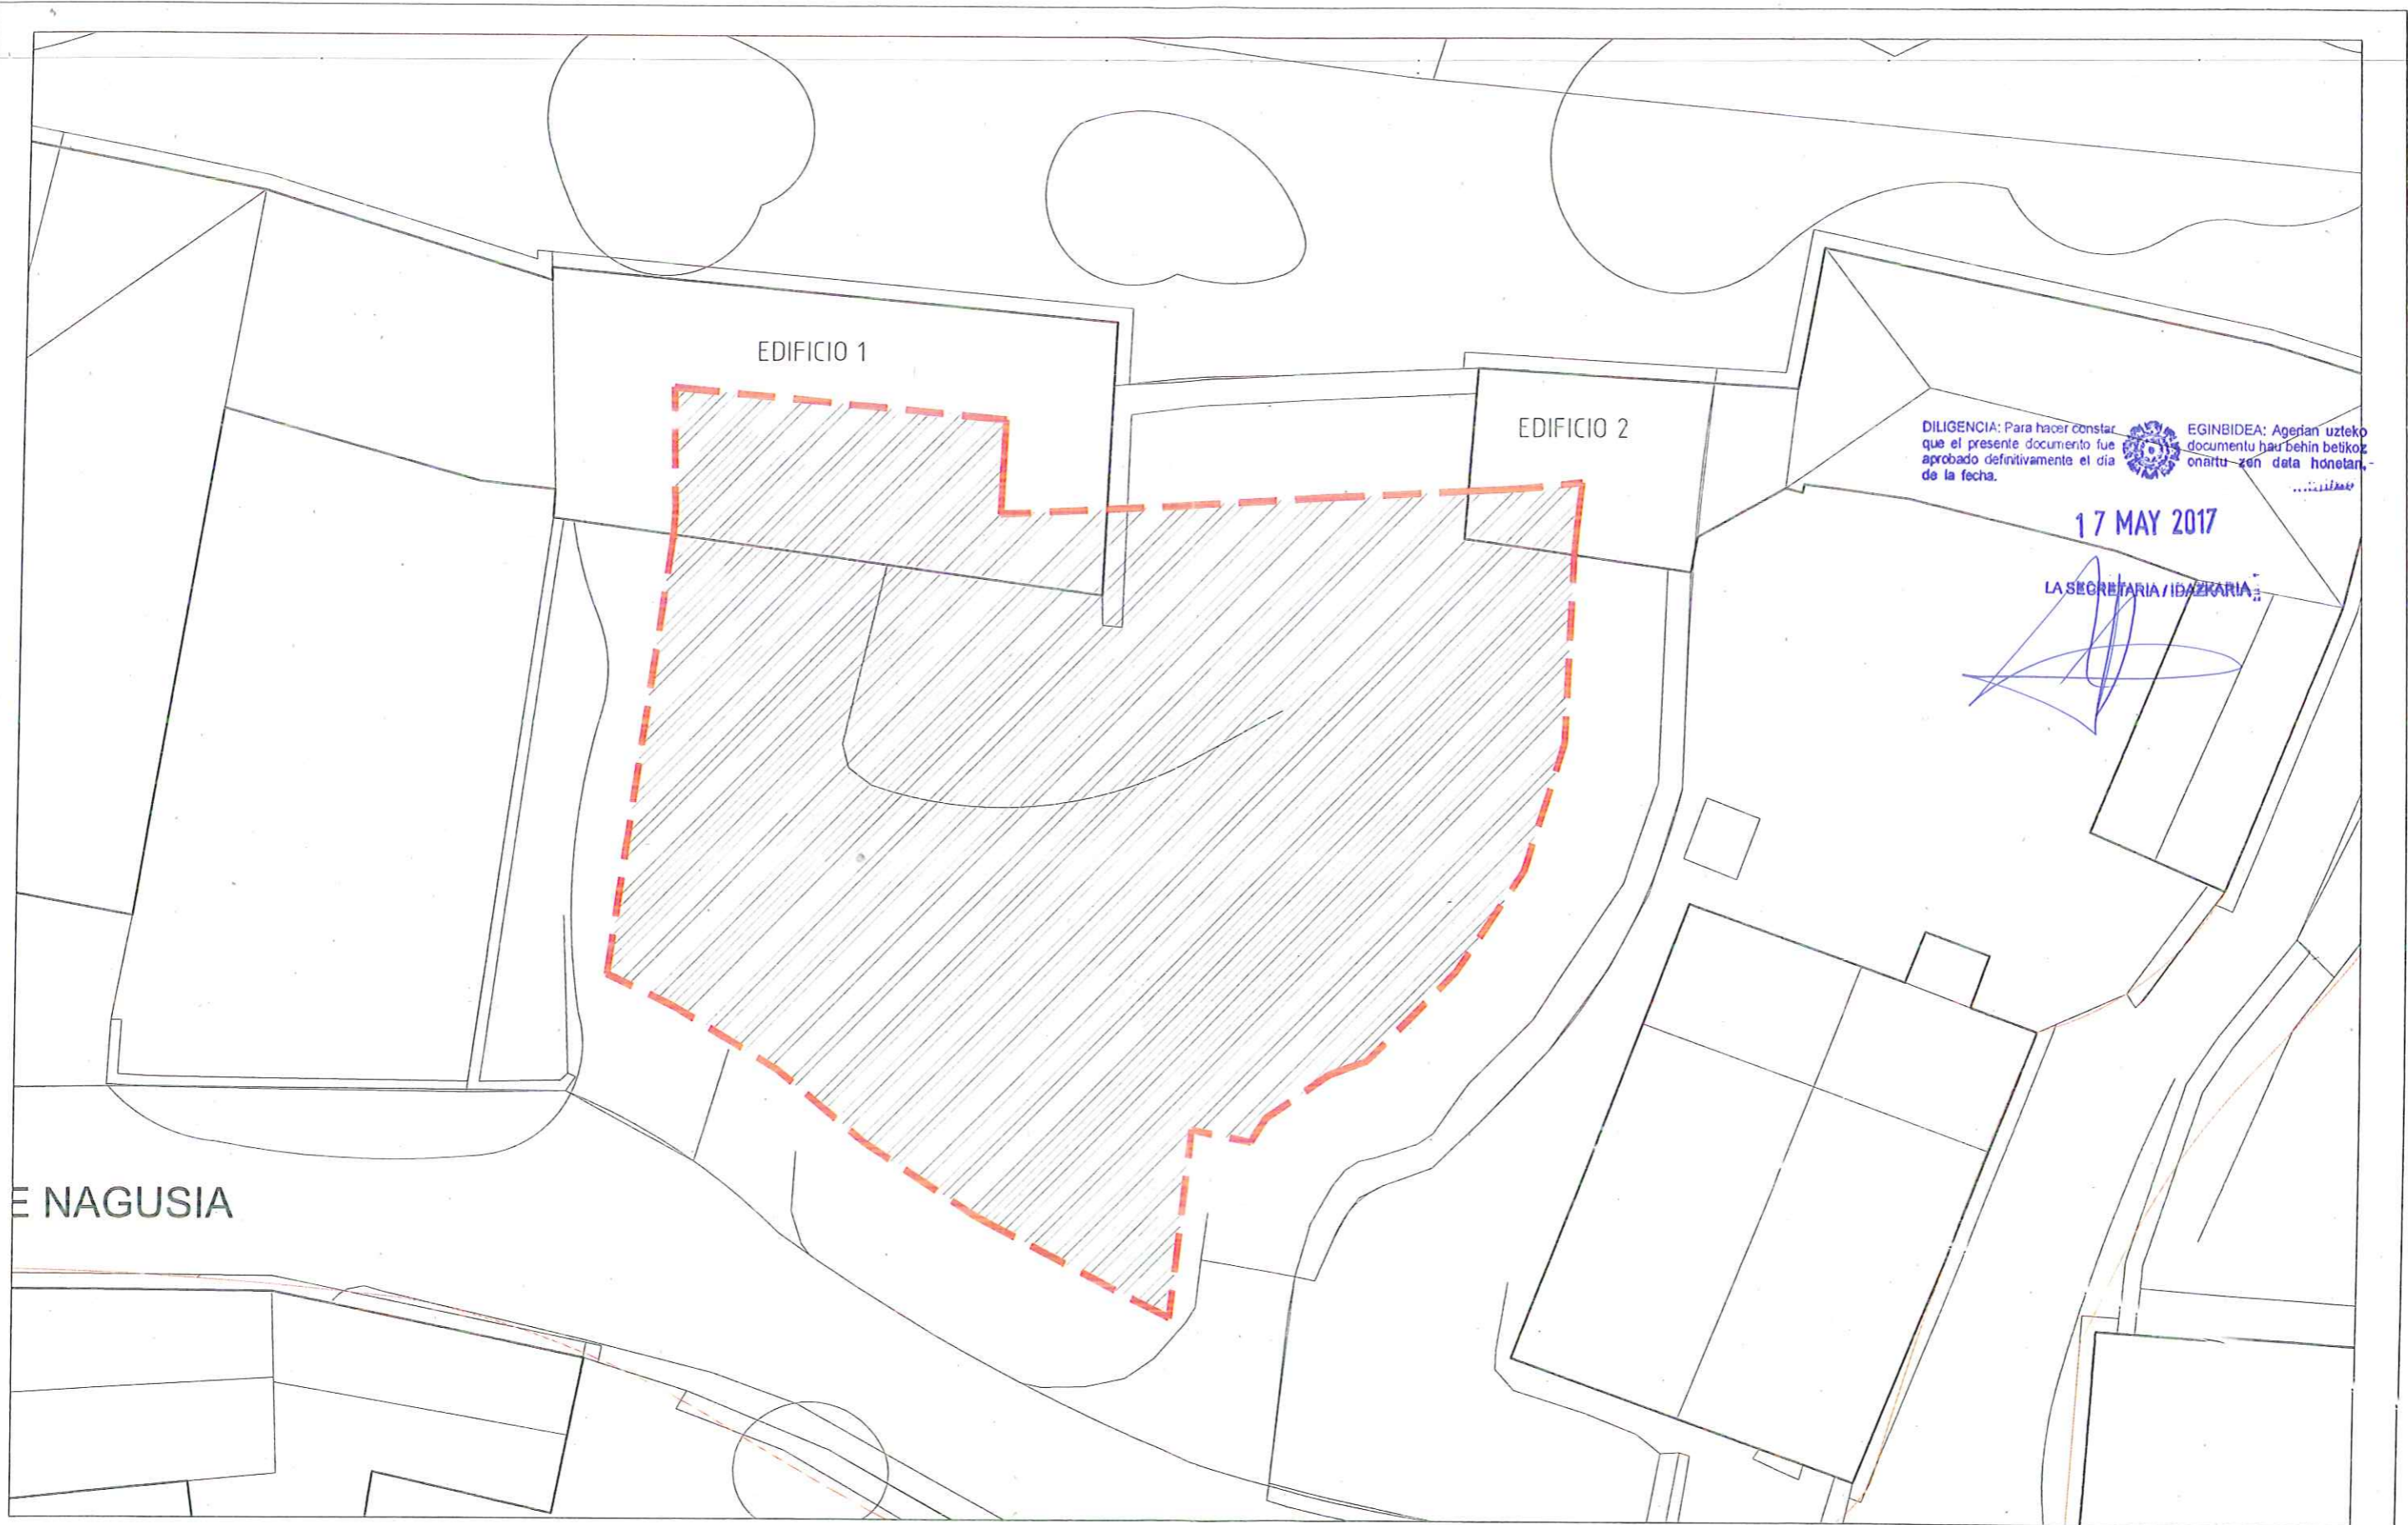 EDIFICIO 1
EDIFICIO 2
DILIGENCIA: Para hacer constar
que el presente documento fue
aprobado definitivamente el día
de la fecha.
EGINBIDEA: Agerian uzteko
documentu hau behin betikoz
onartu zen data honetan.-
17 MAY 2017
LA SECRETARIA / IDAZKARIA
E NAGUSIA